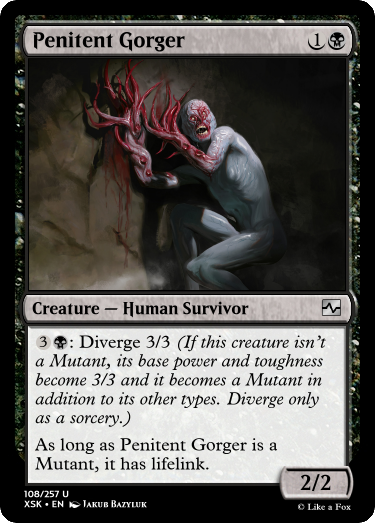 Penitent Gorger 1
Creature — Human Survivor
3 : Diverge 3/3 (If this creature isn't
a Mutant, its base power and toughness
become 3/3 and it becomes a Mutant in
addition to its other types. Diverge only
as a sorcery.)
As long as Penitent Gorger is a
Mutant, it has lifelink.
2/2
108/257 U
XSK • EN Jakub Bazyluk
© Like a Fox